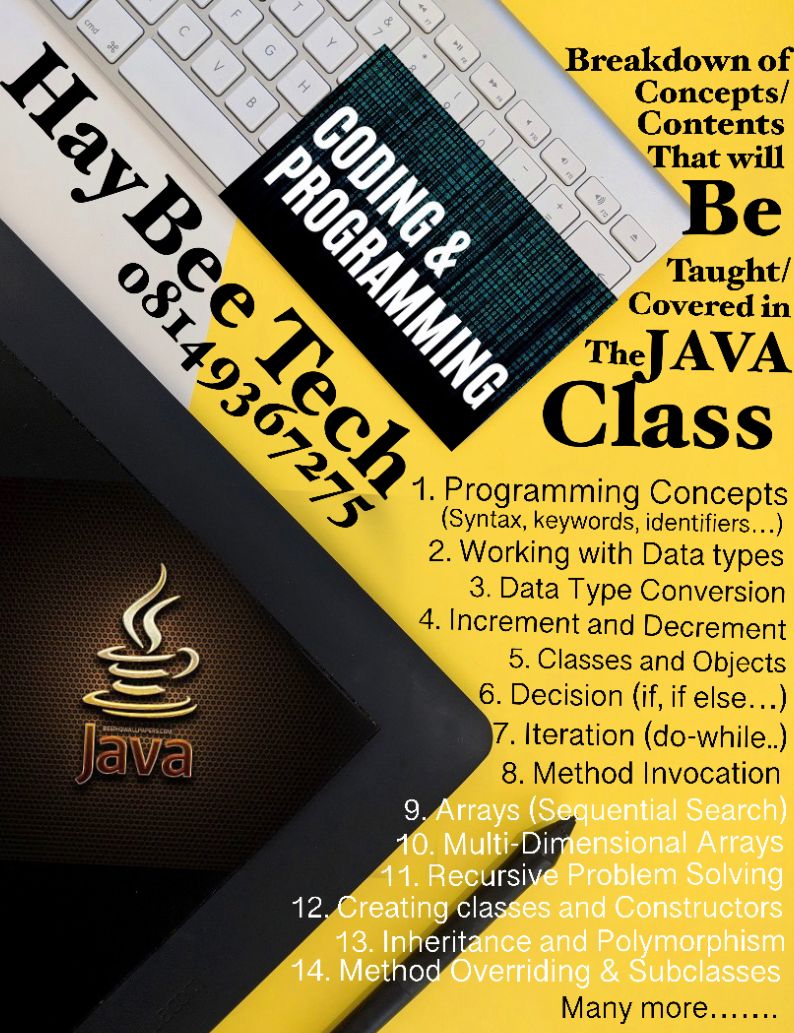 Hay Bee Tech
08149367275
CODING &
PROGRAMMING
Breakdown of
Concepts/
Contents
That will
Be
Taught/
Covered in
The JAVA
Class
1. Programming Concepts
(Syntax, keywords, identifiers...)
2. Working with Data types
3. Data Type Conversion
4. Increment and Decrement
5. Classes and Objects
6. Decision (if, if else...)
7. Iteration (do-while..)
8. Method Invocation
9. Arrays (Sequential Search)
10. Multi-Dimensional Arrays
11. Recursive Problem Solving
12. Creating classes and Constructors
13. Inheritance and Polymorphism
14. Method Overriding & Subclasses
Many more.......
Java
cmd